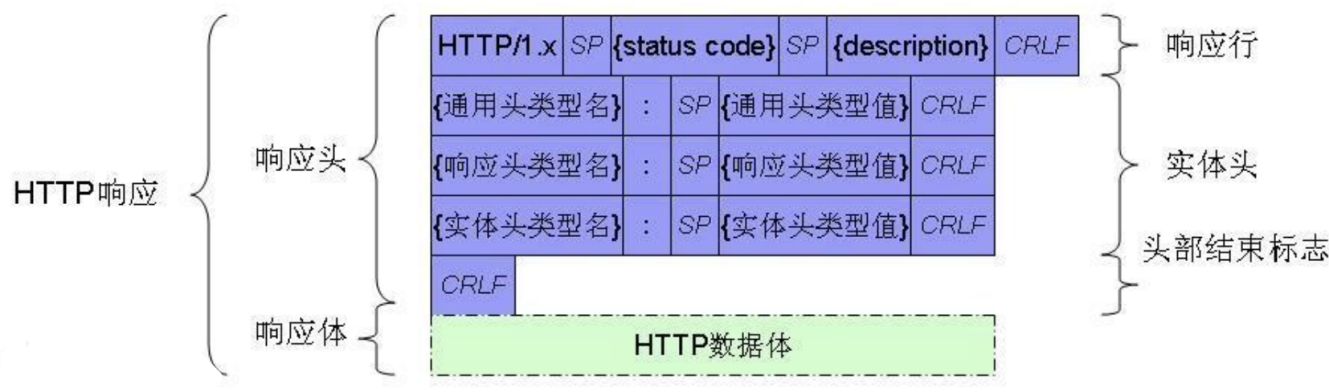 HTTP/1.x SP {status code} SP {description} CRLF 响应行
{通用头类型名} : SP {通用头类型值} CRLF
响应头 {响应头类型名} : SP {响应头类型值} CRLF 实体头
HTTP响应
{实体头类型名} : SP {实体头类型值} CRLF
头部结束标志
CRLF
响应体 HTTP数据体